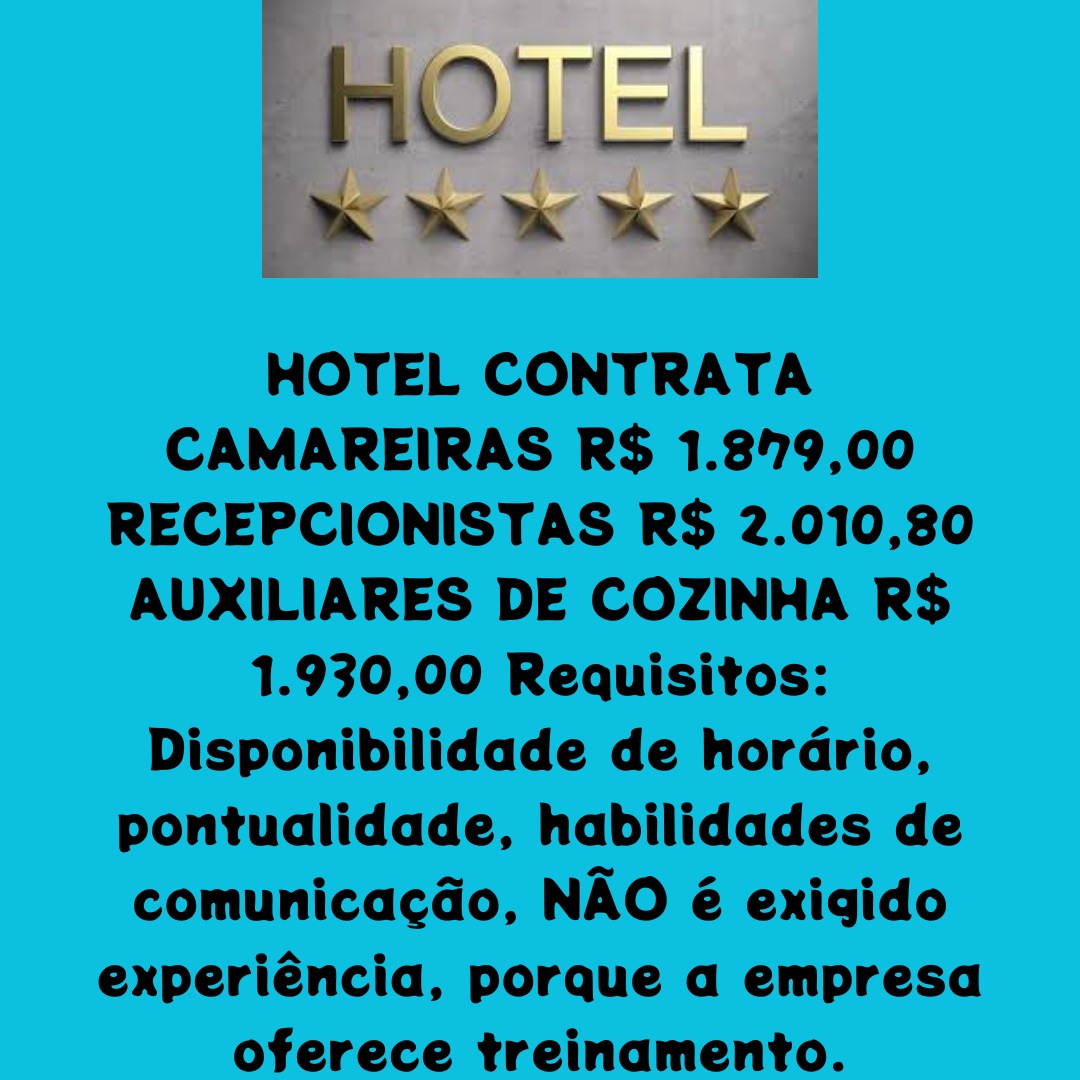 HOTEL
HOTEL CONTRATA
CAMAREIRAS R$ 1.879,00
RECEPCIONISTAS R$ 2.010,80
AUXILIARES DE COZINHA R$
1.930,00 Requisitos:
Disponibilidade de horário,
pontualidade, habilidades de
comunicação, NÃO é exigido
experiência, porque a empresa
oferece treinamento.